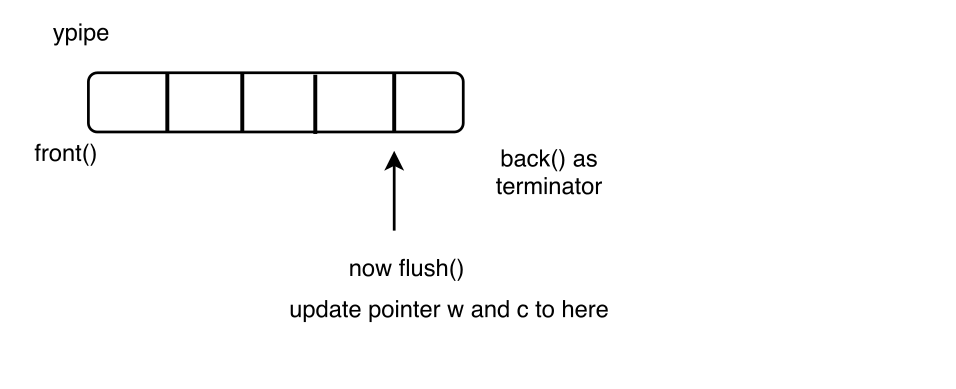 ypipe
front()
back() as
terminator
now flush()
update pointer w and c to here